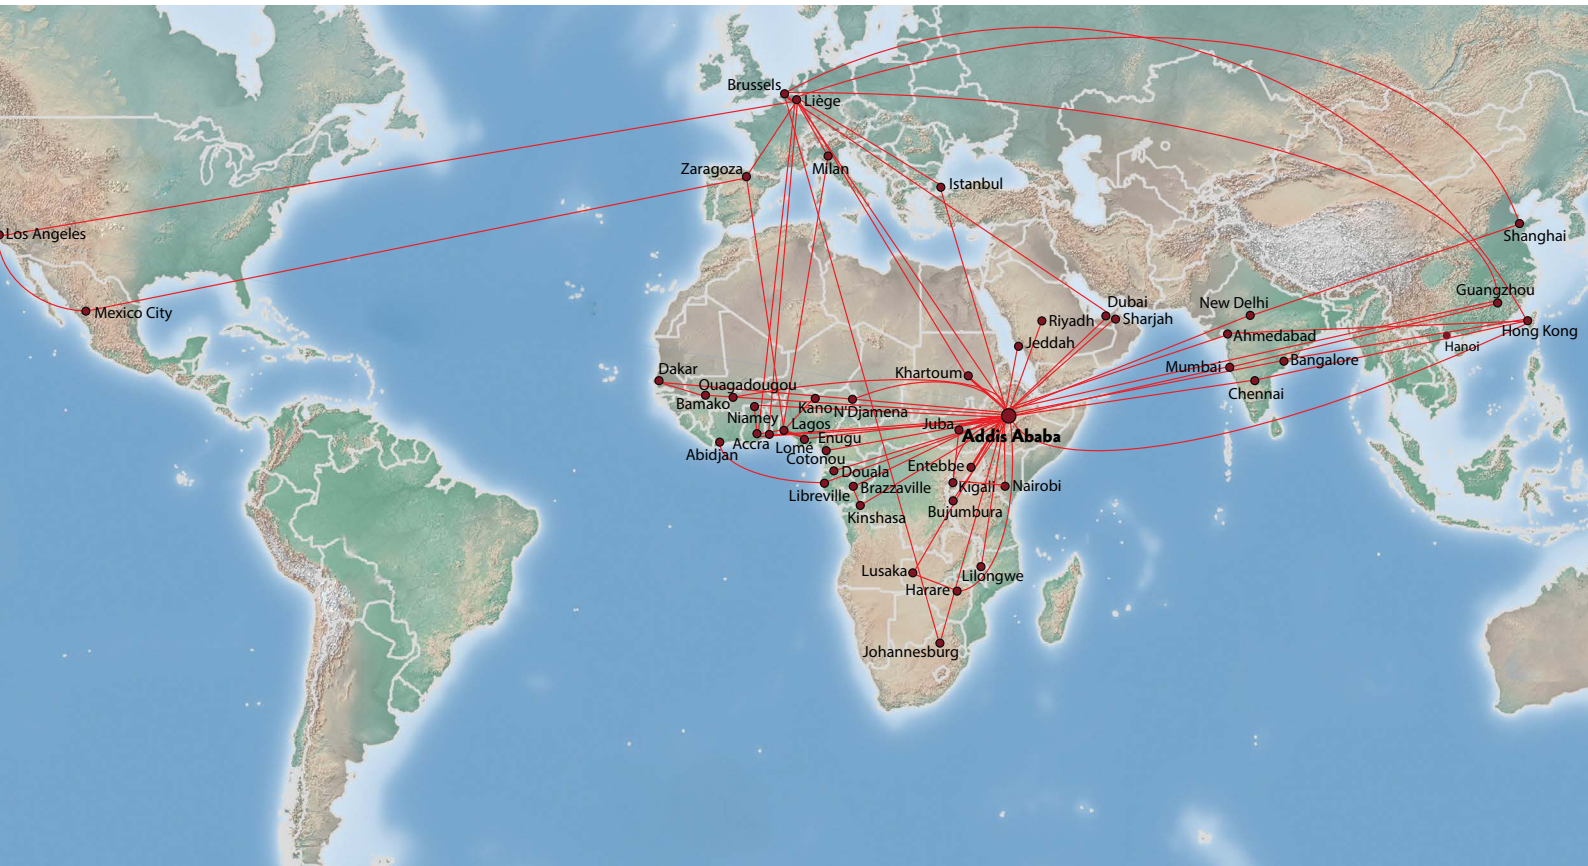 Brussels
Liège
Zaragoza
Milan
Istanbul
Los Angeles
Shanghai
Mexico City
Guangzhou
Dubai
New Delhi
Riyadh
Sharjah
Hong Kong
Ahmedabad
Jeddah
Hanoi
Bangalore
Mumbai
Khartoum
Dakar
Ouagadougou
Chennai
Bamako
Kano
N'Djamena
Niamey
Lagos
Juba
Addis Ababa
Enugu
Accra
Lome
Abidjan
Cotonou
Entebbe
Douala
Kigali
Nairobi
Brazzaville
Libreville
Bujumbura
Kinshasa
Lusaka
Lilongwe
Harare
Johannesburg